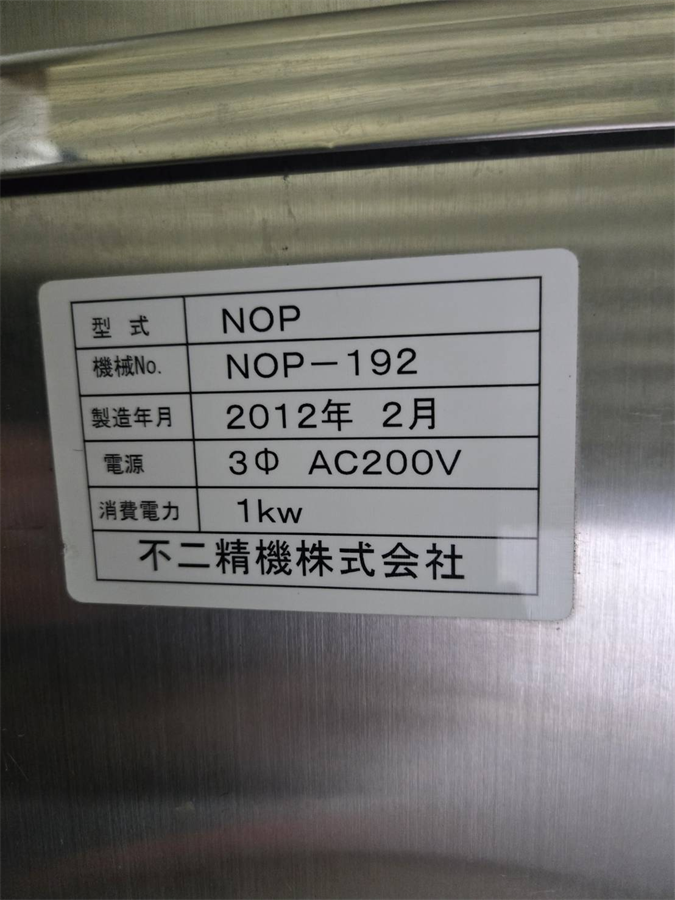 型式 NOP
機械No. NOP-192
製造年月 2012年 2月
電源 3Φ AC200V
消費電力 1kw
不二精機株式会社